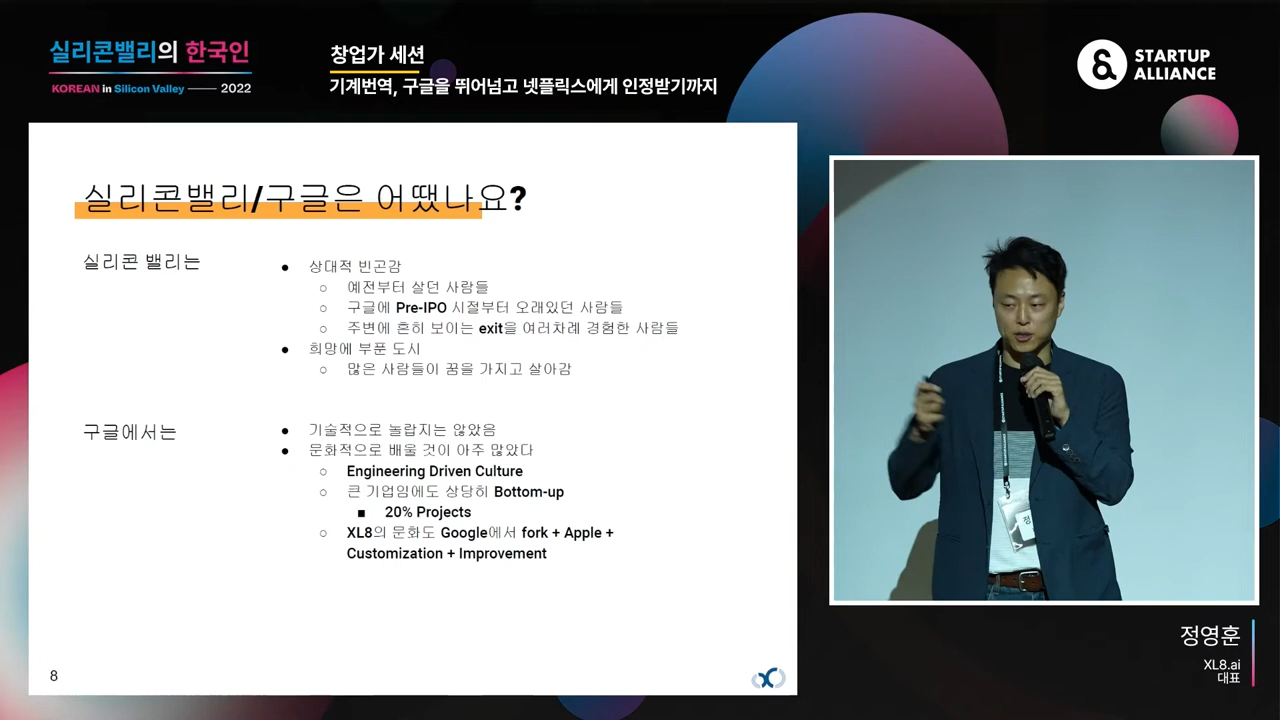 실리콘밸리의 한국인
KOREAN in Silicon Valley 2022
창업가 세션
기계번역, 구글을 뛰어넘고 넷플릭스에게 인정받기까지
STARTUP
ALLIANCE
실리콘밸리/구글은 어땠나요?
실리콘 밸리는
상대적 빈곤감
예전부터 살던 사람들
구글에 Pre-IPO 시절부터 오래있던 사람들
주변에 흔히 보이는 exit을 여러차례 경험한 사람들
희망에 부푼 도시
많은 사람들이 꿈을 가지고 살아감
구글에서는
기술적으로 놀랍지는 않았음
문화적으로 배울 것이 아주 많았다
Engineering Driven Culture
큰 기업임에도 상당히 Bottom-up
20% Projects
XL8의 문화도 Google에서 fork + Apple +
Customization + Improvement
8
정
정영훈
XL8.ai
대표